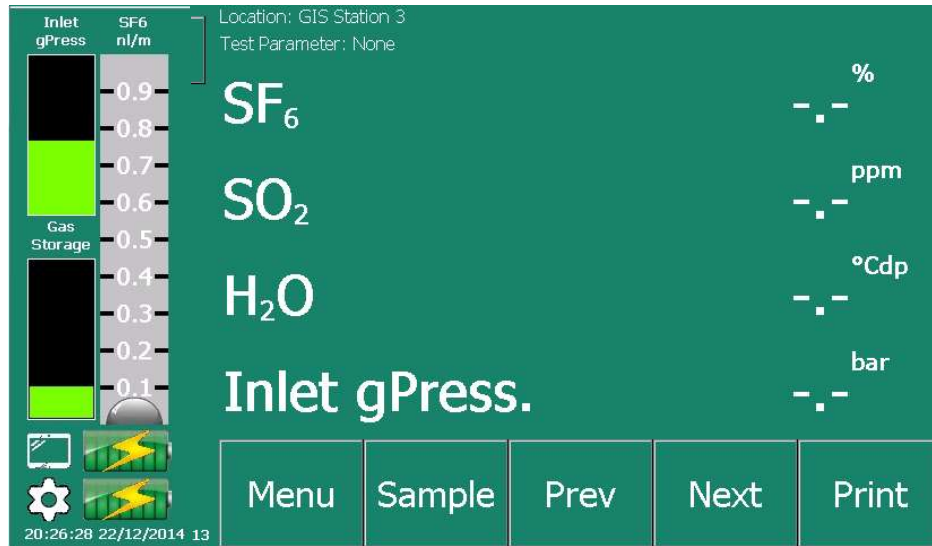 Inlet gPress
SF6 nl/m
0.9
0.8
0.7
0.6
0.5
0.4
0.3
0.2
0.1
Gas Storage
20:26:28 22/12/2014 13
Location: GIS Station 3
Test Parameter: None
SF₆ -.- %
SO₂ -.- ppm
H₂O -.- °Cdp
Inlet gPress. -.- bar
Menu Sample Prev Next Print